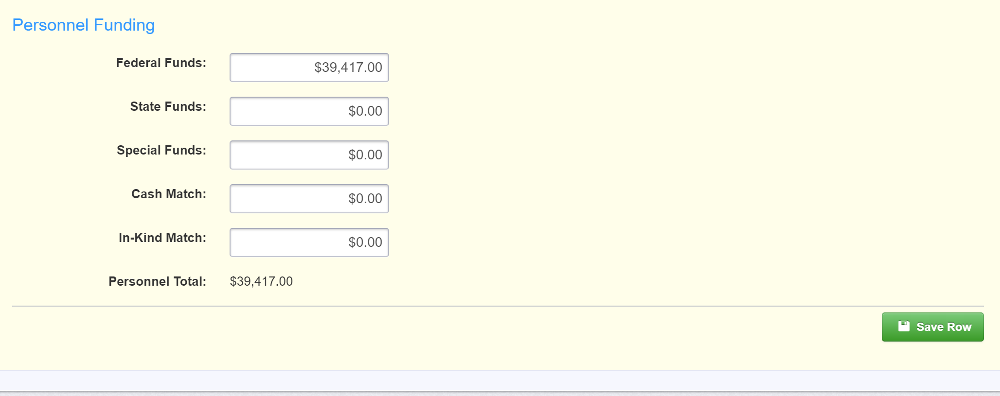 Personnel Funding
Federal Funds: $39,417.00
State Funds: $0.00
Special Funds: $0.00
Cash Match: $0.00
In-Kind Match: $0.00
Personnel Total: $39,417.00
Save Row